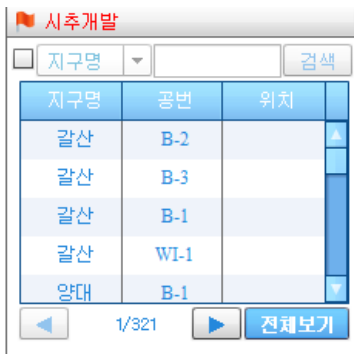 시추개발
지구명 검색
지구명 공번 위치
갈산 B-2
갈산 B-3
갈산 B-1
갈산 WI-1
양대 B-1
1/321 전체보기